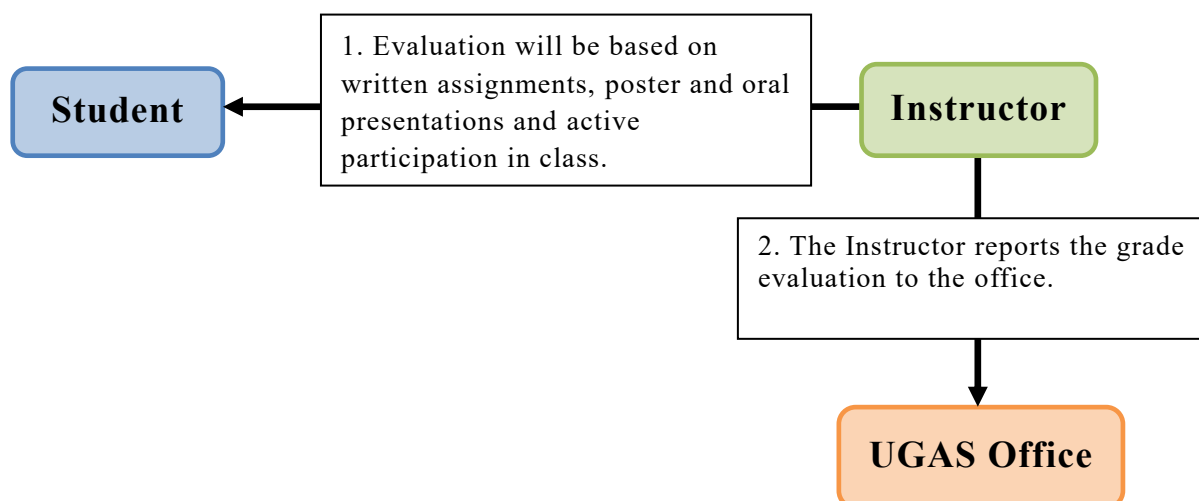 Student
1. Evaluation will be based on
written assignments, poster and oral
presentations and active
participation in class.
Instructor
2. The Instructor reports the grade
evaluation to the office.
UGAS Office